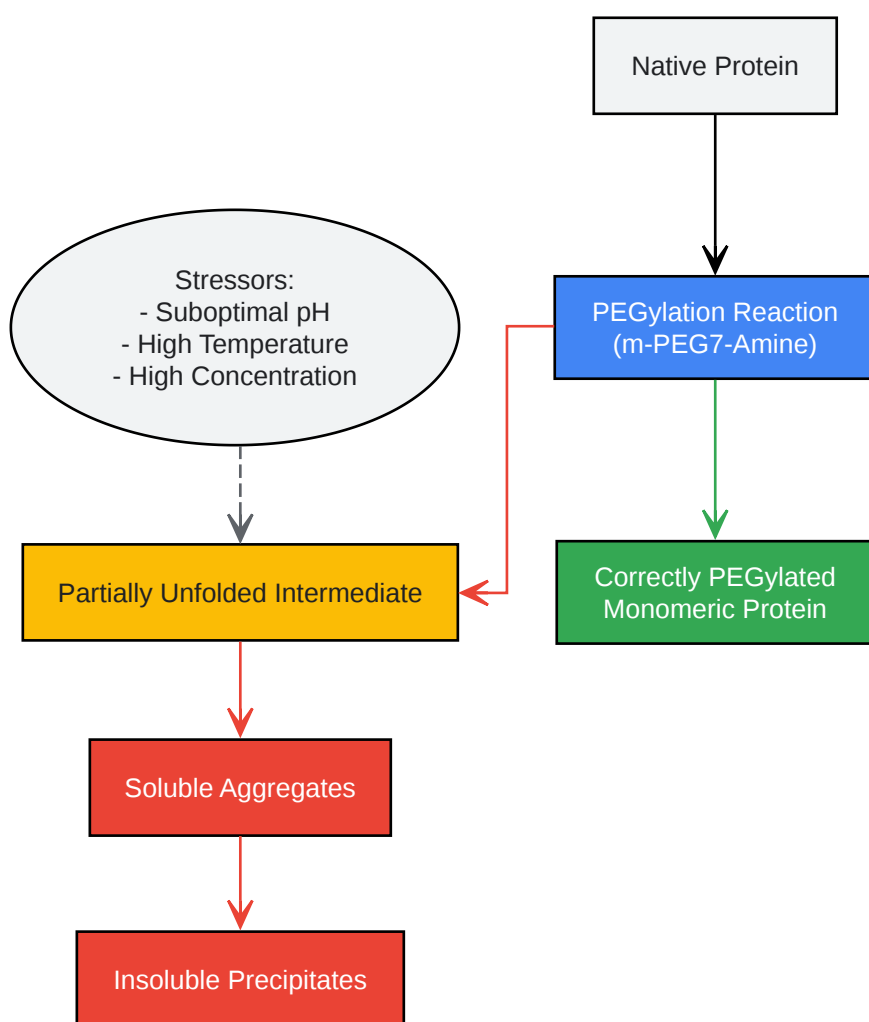 Native Protein
Stressors:
- Suboptimal pH
- High Temperature
- High Concentration
PEGylation Reaction
(m-PEG7-Amine)
Partially Unfolded Intermediate
Correctly PEGylated
Monomeric Protein
Soluble Aggregates
Insoluble Precipitates